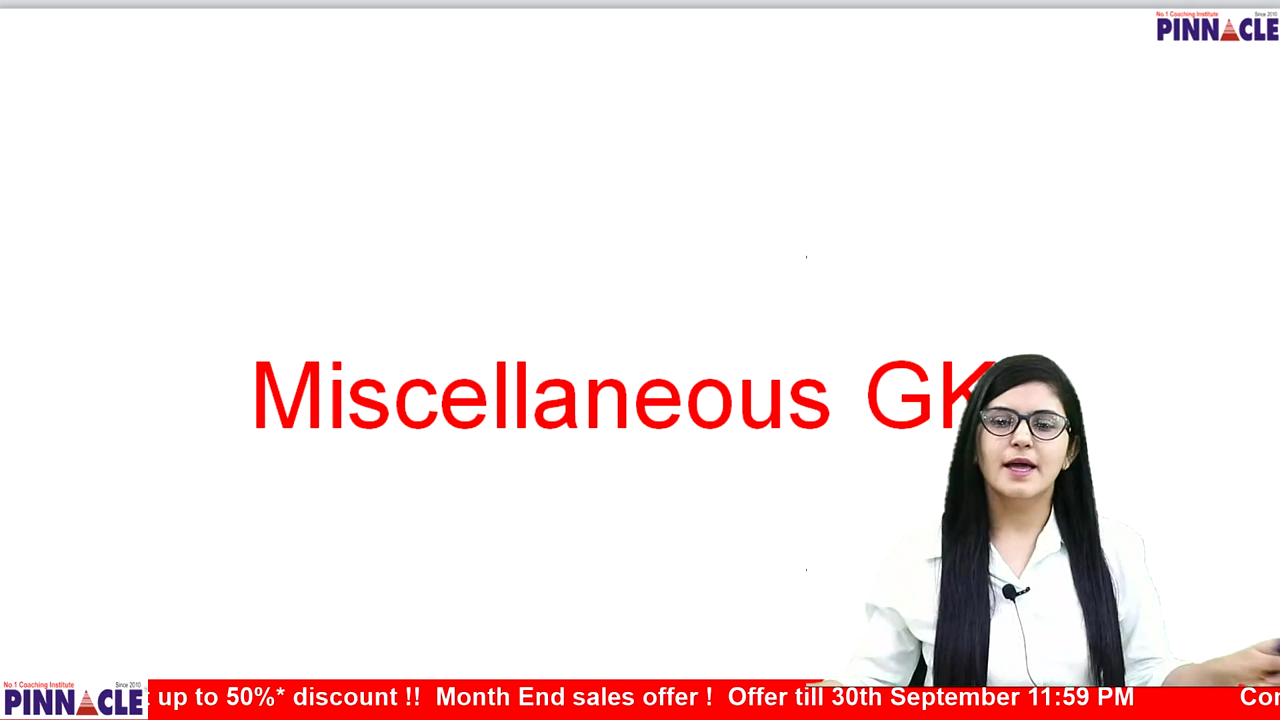 No.1 Coaching Institute Since 2010
PINNACLE
Miscellaneous GK
No.1 Coaching Institute Since 2010
PINNACLE
up to 50%* discount !! Month End sales offer ! Offer till 30th September 11:59 PM